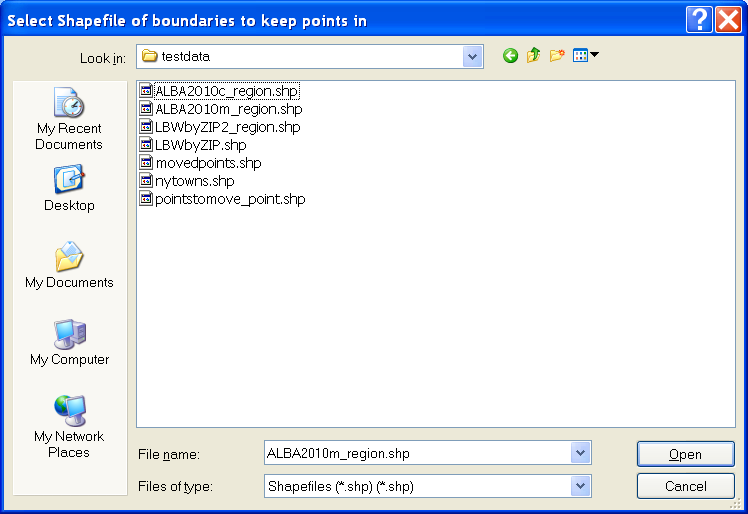 Select Shapefile of boundaries to keep points in
Look in:
testdata
My Recent
Documents
Desktop
My Documents
My Computer
My Network
Places
ALBA2010c_region.shp
ALBA2010m_region.shp
LBWbyZIP2_region.shp
LBWbyZIP.shp
movedpoints.shp
nytowns.shp
pointstomove_point.shp
File name:
ALBA2010m_region.shp
Open
Files of type:
Shapefiles (*.shp) (*.shp)
Cancel